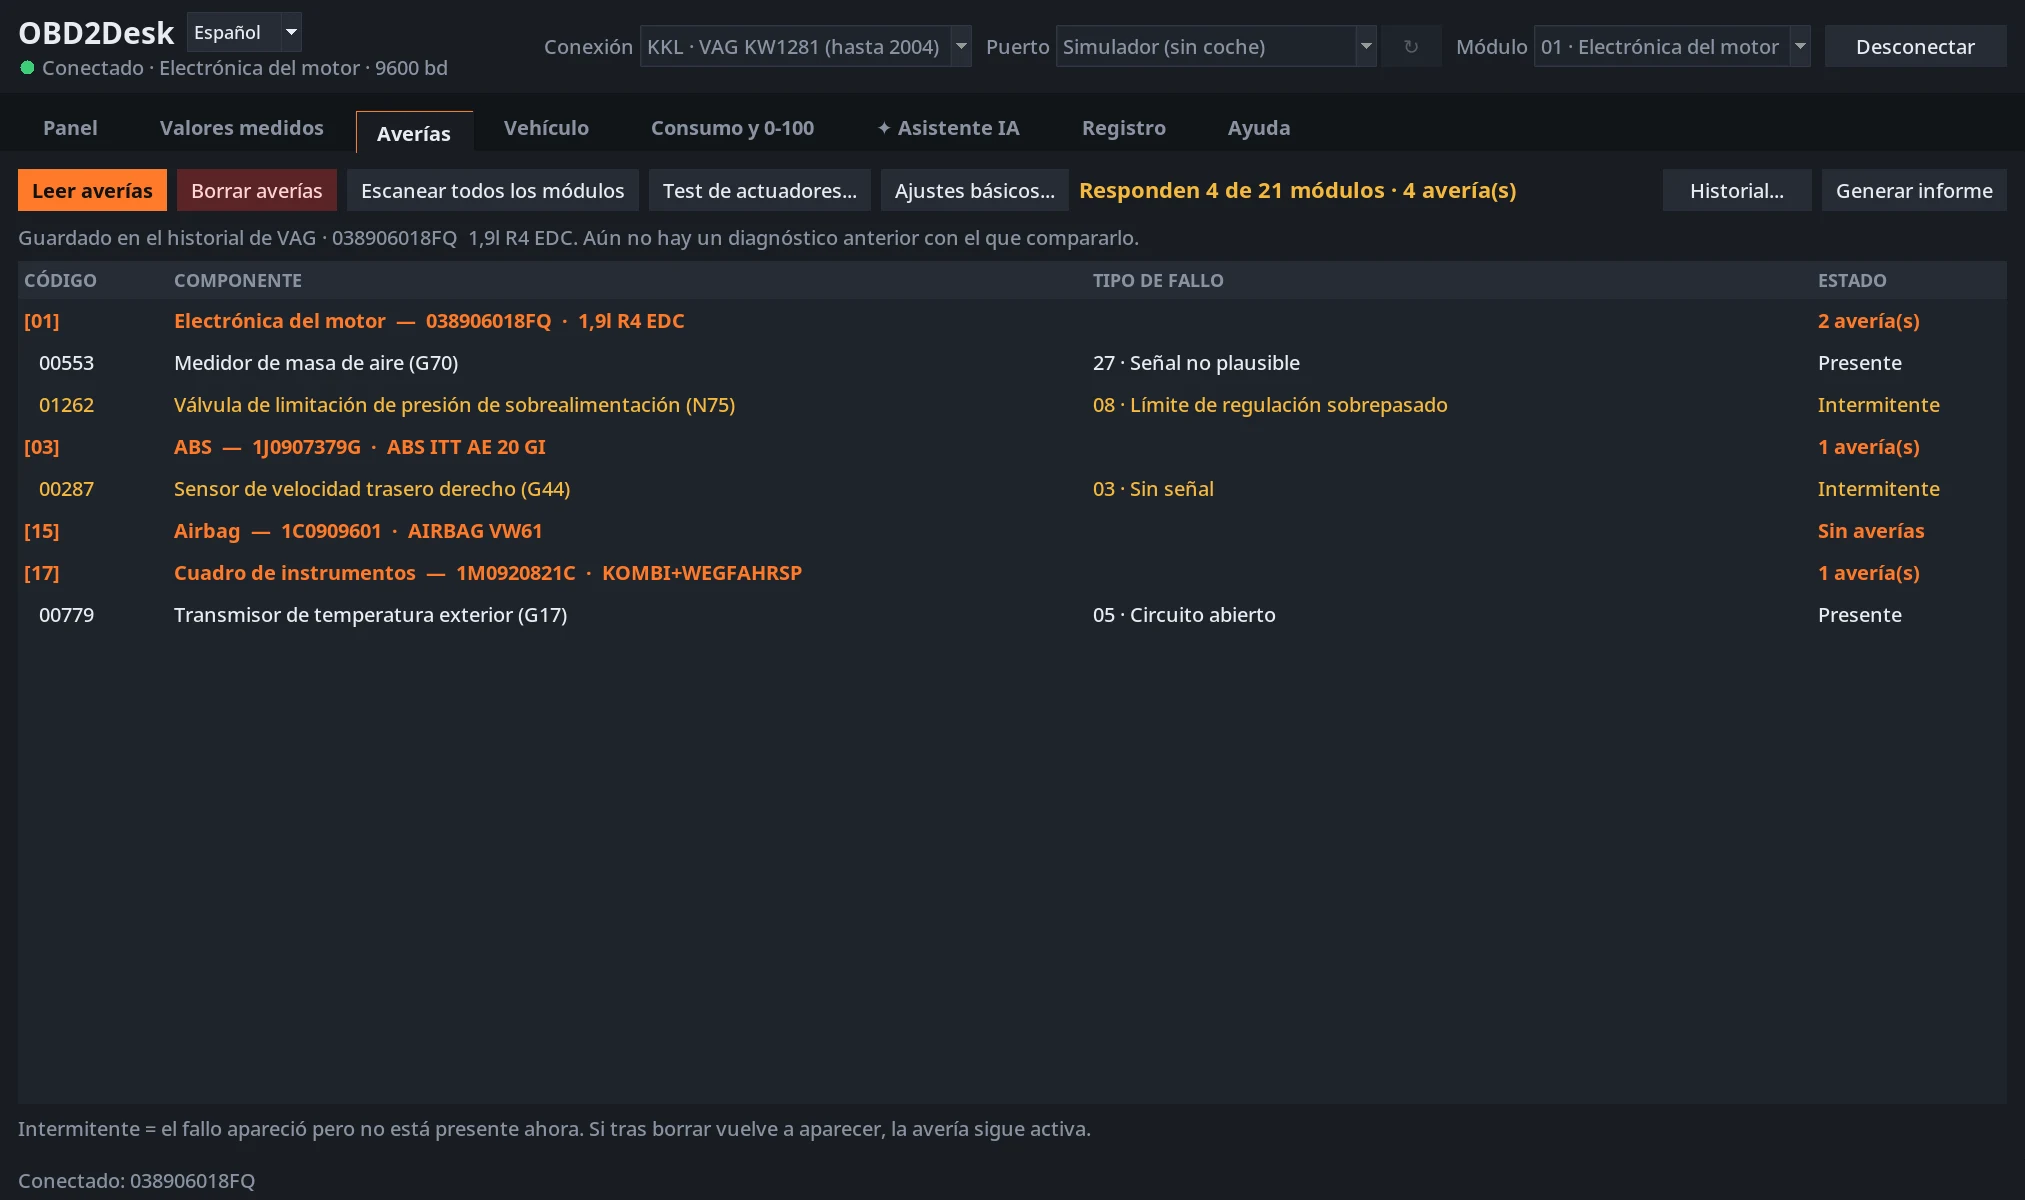 OBD2Desk Español
Conexión KKL · VAG KW1281 (hasta 2004) Puerto Simulador (sin coche) ↻ Módulo 01 · Electrónica del motor Desconectar
Conectado · Electrónica del motor · 9600 bd
Panel Valores medidos Averías Vehículo Consumo y 0-100 ✦ Asistente IA Registro Ayuda
Leer averías Borrar averías Escanear todos los módulos Test de actuadores... Ajustes básicos... Responden 4 de 21 módulos · 4 avería(s) Historial... Generar informe
Guardado en el historial de VAG · 038906018FQ 1,9l R4 EDC. Aún no hay un diagnóstico anterior con el que compararlo.
CÓDIGO COMPONENTE TIPO DE FALLO ESTADO
[01] Electrónica del motor — 038906018FQ · 1,9l R4 EDC 2 avería(s)
00553 Medidor de masa de aire (G70) 27 · Señal no plausible Presente
01262 Válvula de limitación de presión de sobrealimentación (N75) 08 · Límite de regulación sobrepasado Intermitente
[03] ABS — 1J0907379G · ABS ITT AE 20 GI 1 avería(s)
00287 Sensor de velocidad trasero derecho (G44) 03 · Sin señal Intermitente
[15] Airbag — 1C0909601 · AIRBAG VW61 Sin averías
[17] Cuadro de instrumentos — 1M0920821C · KOMBI+WEGFAHRSP 1 avería(s)
00779 Transmisor de temperatura exterior (G17) 05 · Circuito abierto Presente
Intermitente = el fallo apareció pero no está presente ahora. Si tras borrar vuelve a aparecer, la avería sigue activa.
Conectado: 038906018FQ